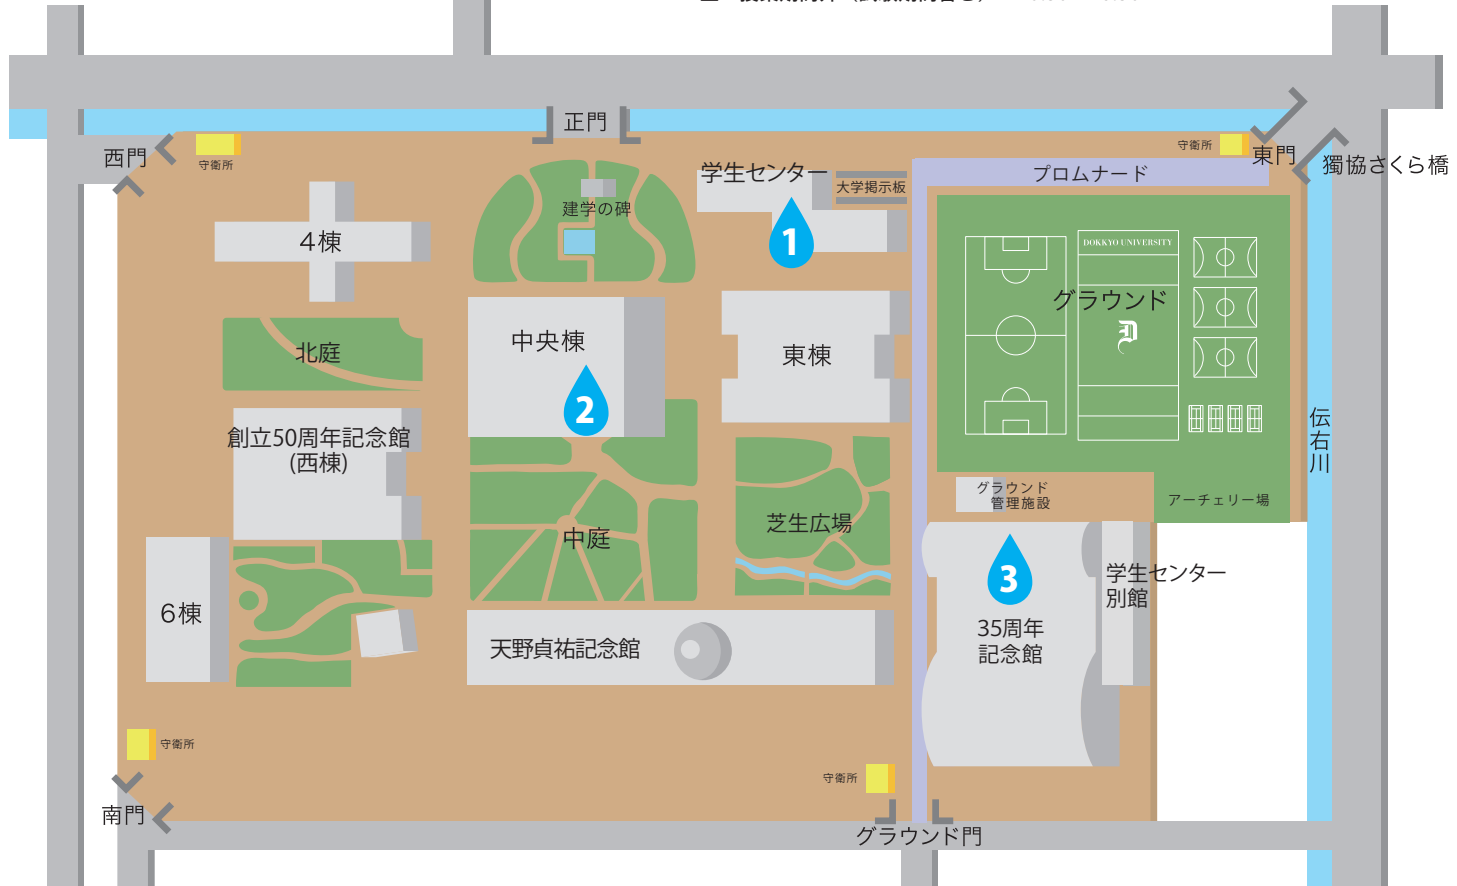 正門
守衛所
東門
西門
守衛所
獨協さくら橋
学生センター
プロムナード
大学掲示板
建学の碑
1
4棟
DOKKYO UNIVERSITY
グラウンド
D
中央棟
東棟
北庭
2
伝右川
創立50周年記念館
(西棟)
グラウンド
管理施設
アーチェリー場
芝生広場
中庭
3
学生センター
別館
6棟
35周年
記念館
天野貞祐記念館
守衛所
守衛所
南門
グラウンド門